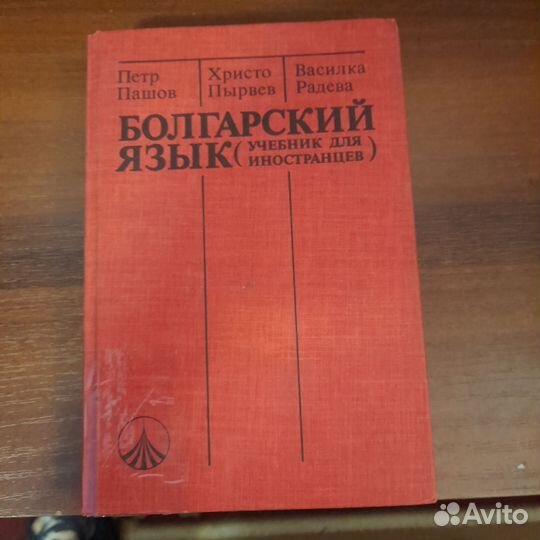 Петр Пашов
Христо Пырвев
Василка Радева
БОЛГАРСКИЙ
ЯЗЫК (УЧЕБНИК ДЛЯ ИНОСТРАНЦЕВ)
Avito